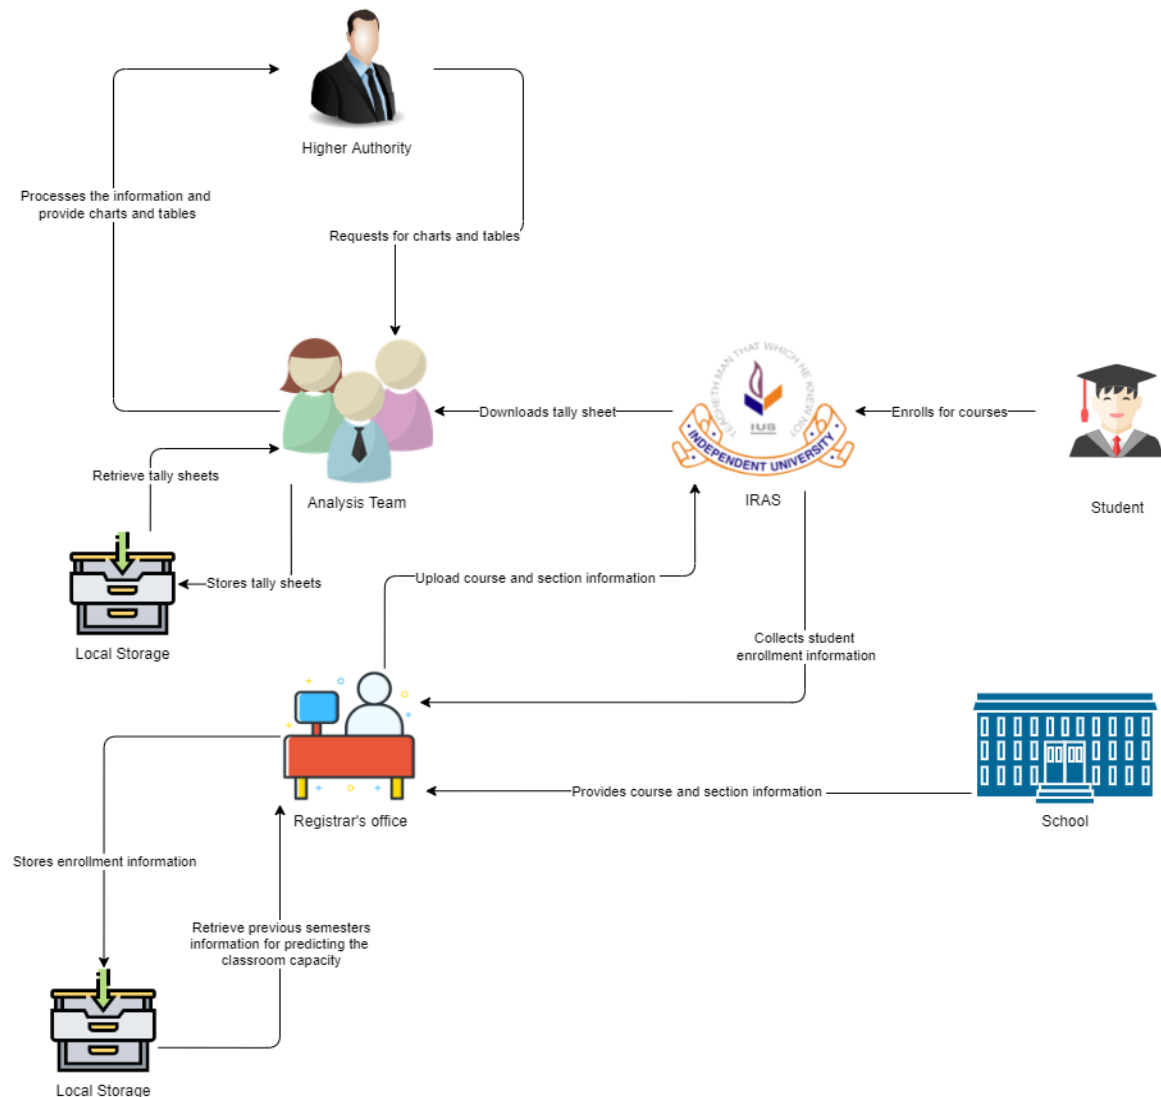 Higher Authority
Processes the information and
provide charts and tables
Requests for charts and tables
TEACHETH MAN THAT WHICH HE KNEW NOT
IUB
INDEPENDENT UNIVERSITY
Downloads tally sheet
Enrolls for courses
Retrieve tally sheets
Analysis Team
IRAS
Student
Stores tally sheets
Upload course and section information
Local Storage
Collects student
enrollment information
Provides course and section information
Registrar's office
School
Stores enrollment information
Retrieve previous semesters
information for predicting the
classroom capacity
Local Storage